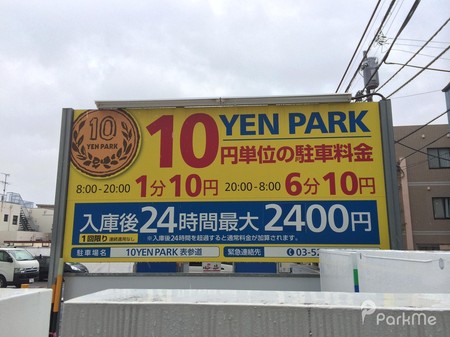 10
YEN PARK
10 YEN PARK
円単位の駐車料金
8:00-20:00 1分10円 20:00-8:00 6分10円
入庫後24時間最大2400円
1回限り
※入庫後24時間を超過すると通常料金が加算されます。
駐車場名 10YEN PARK 表参道 緊急連絡先 03-52
ParkMe